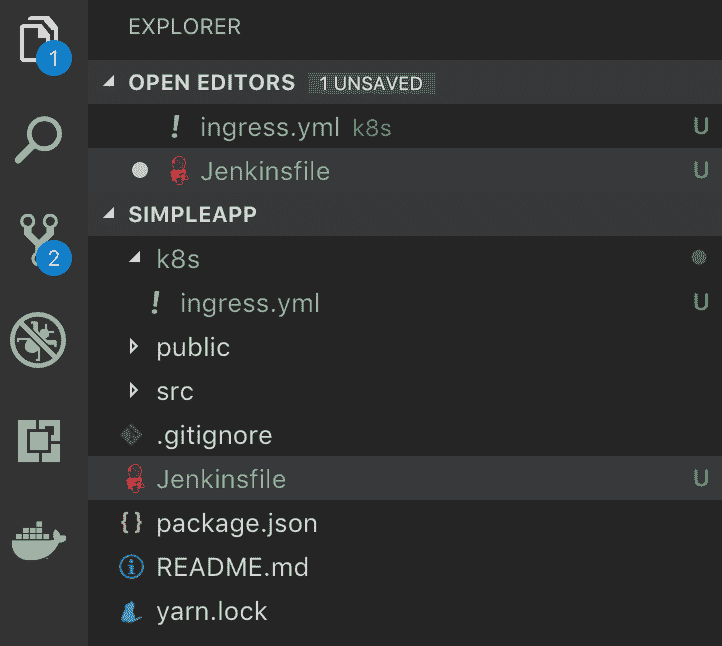 EXPLORER
1
OPEN EDITORS 1 UNSAVED
! ingress.yml k8s U
Jenkinsfile U
SIMPLEAPP
2
k8s
! ingress.yml U
public
src
.gitignore
Jenkinsfile U
{} package.json
README.md
yarn.lock